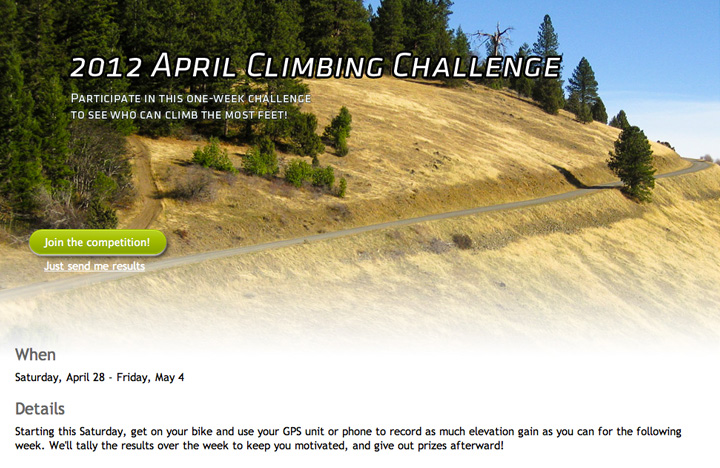 2012 April Climbing Challenge
Participate in this one-week challenge
to see who can climb the most feet!
Join the competition!
Just send me results
When
Saturday, April 28 - Friday, May 4
Details
Starting this Saturday, get on your bike and use your GPS unit or phone to record as much elevation gain as you can for the following
week. We'll tally the results over the week to keep you motivated, and give out prizes afterward!